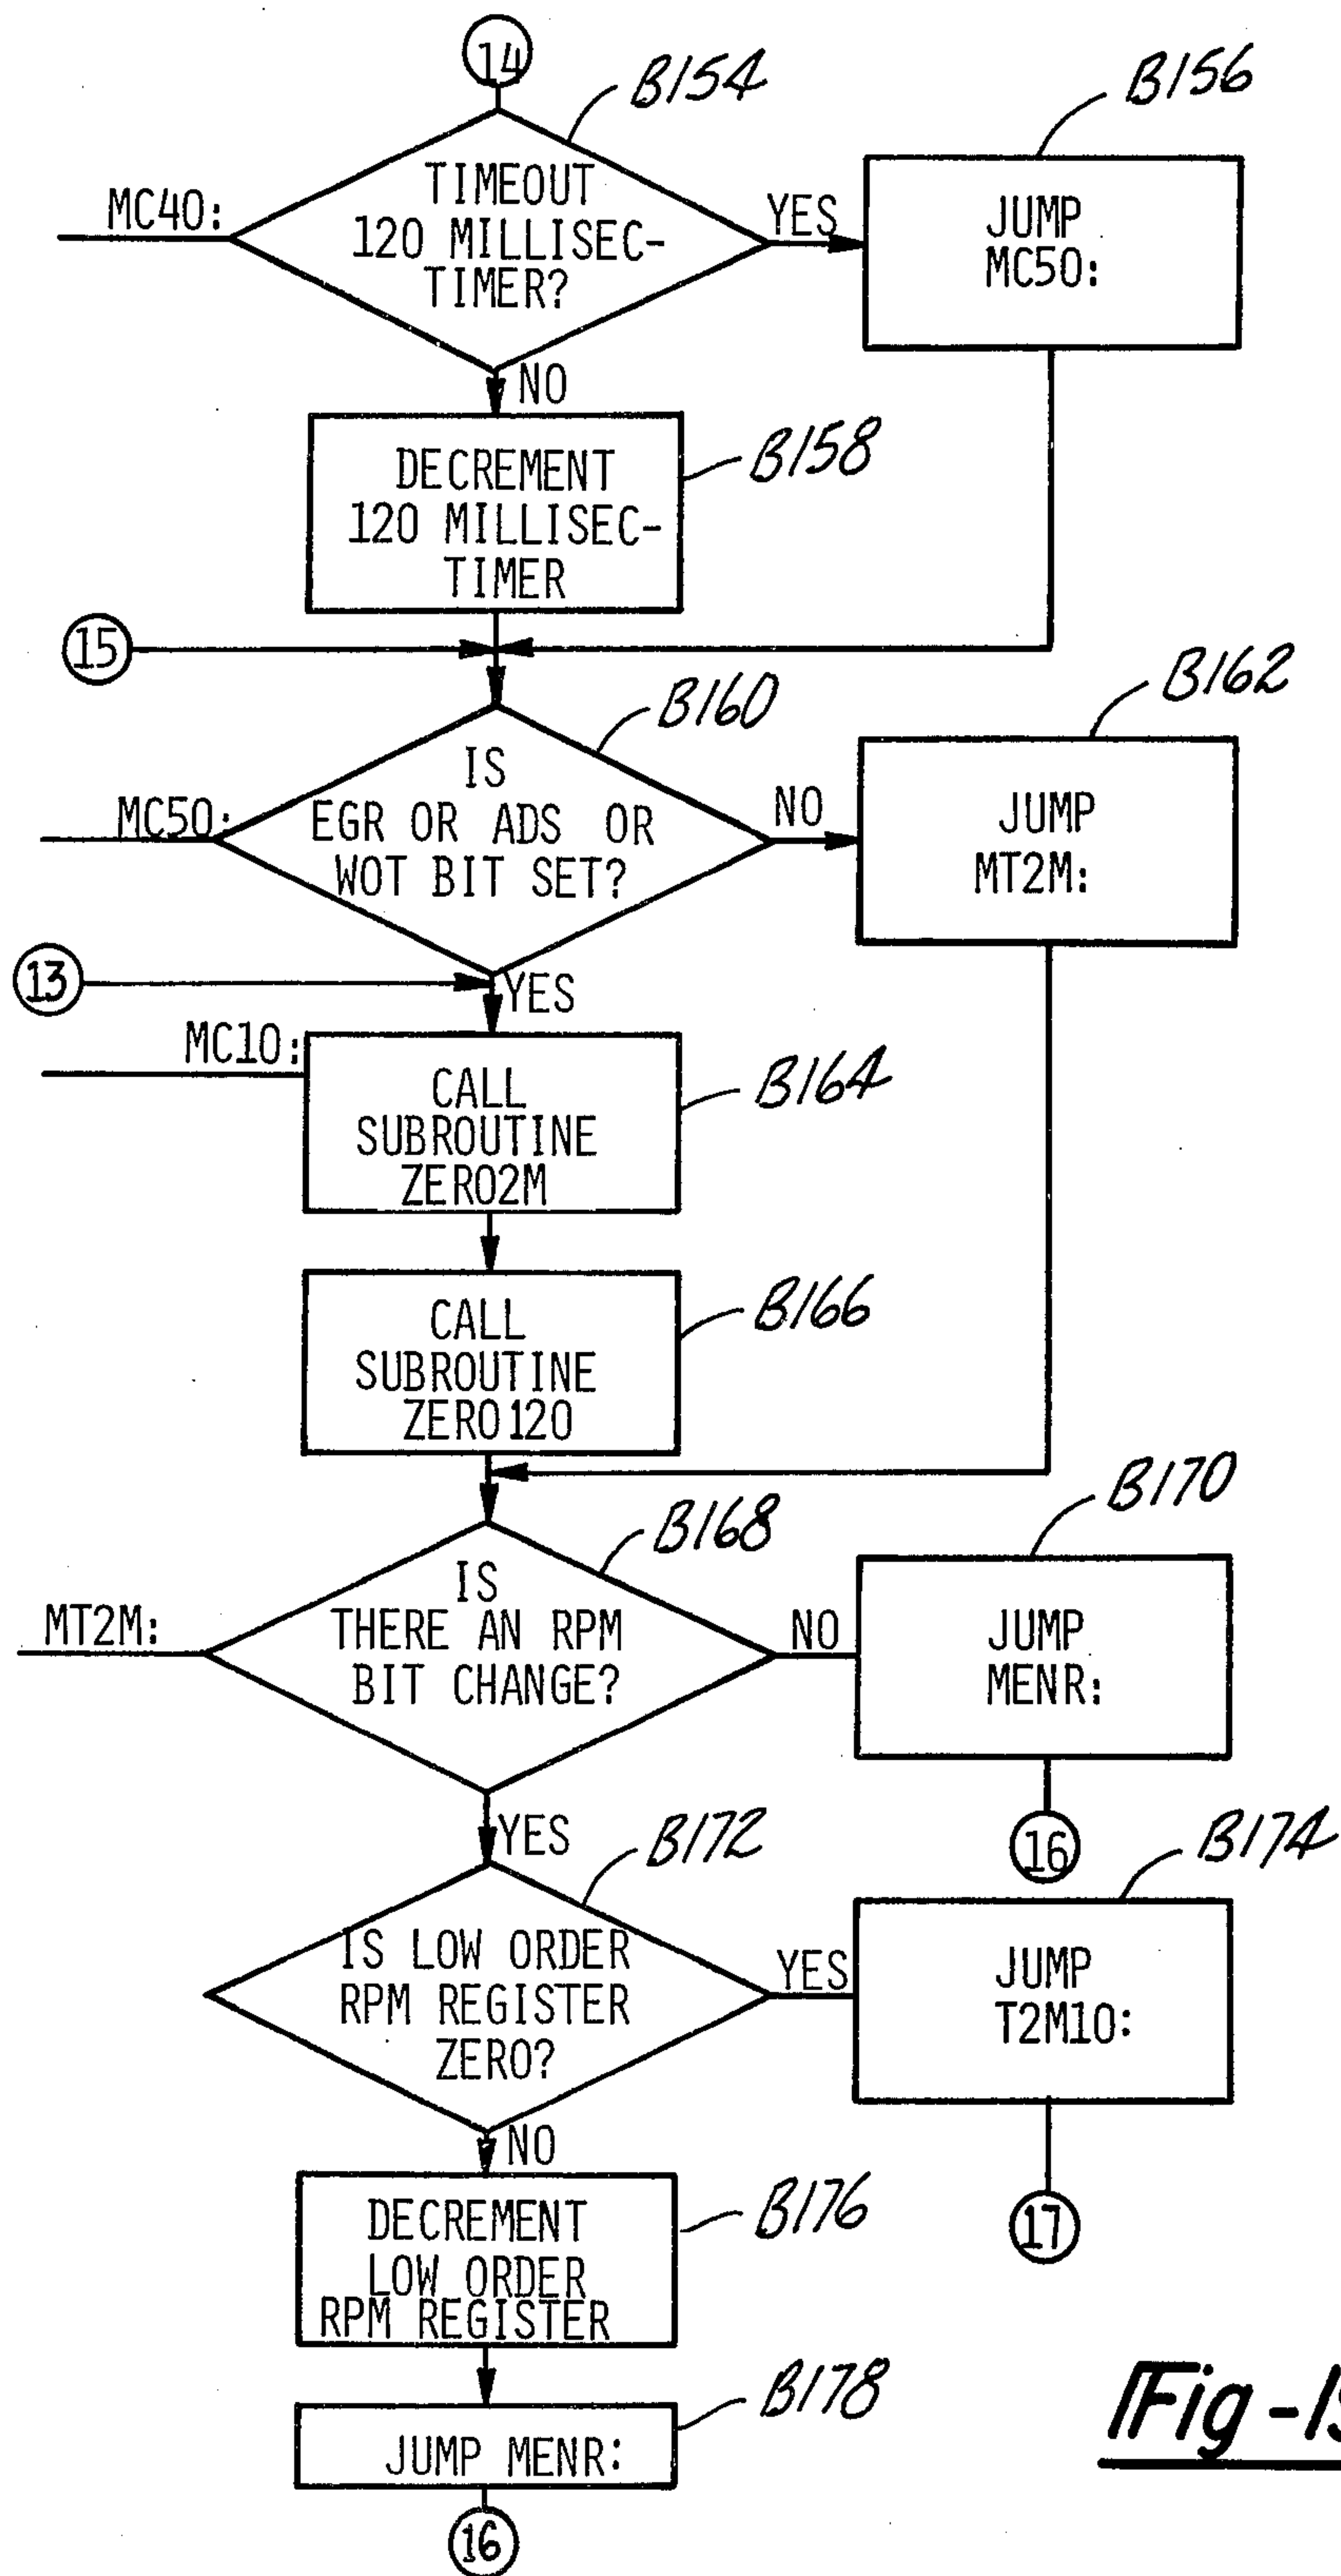 14
B154
B156
MC40:
TIMEOUT
120 MILLISEC-
TIMER?
YES
JUMP
MC50:
NO
DECREMENT
120 MILLISEC-
TIMER
B158
15
B160
B162
MC50:
IS
EGR OR ADS OR
WOT BIT SET?
NO
JUMP
MT2M:
13
YES
MC10:
CALL
SUBROUTINE
ZERO2M
B164
CALL
SUBROUTINE
ZERO120
B166
B168
B170
MT2M:
IS
THERE AN RPM
BIT CHANGE?
NO
JUMP
MENR:
16
YES
B172
B174
IS LOW ORDER
RPM REGISTER
ZERO?
YES
JUMP
T2M10:
17
NO
DECREMENT
LOW ORDER
RPM REGISTER
B176
JUMP MENR:
B178
16
Fig-